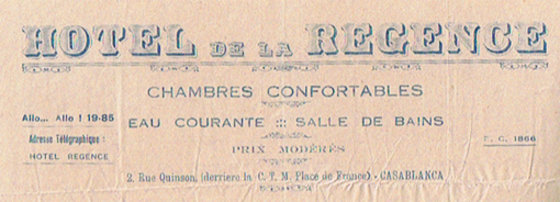 HOTEL DE LA REGENCE
CHAMBRES CONFORTABLES
Allo... Allo ! 19-85
EAU COURANTE ::: SALLE DE BAINS
Adresse Télégraphique :
HOTEL REGENCE
PRIX MODÉRÉS
1866
2. Rue Quinson, (derriere la C. T. M. Place de France) - CASABLANCA